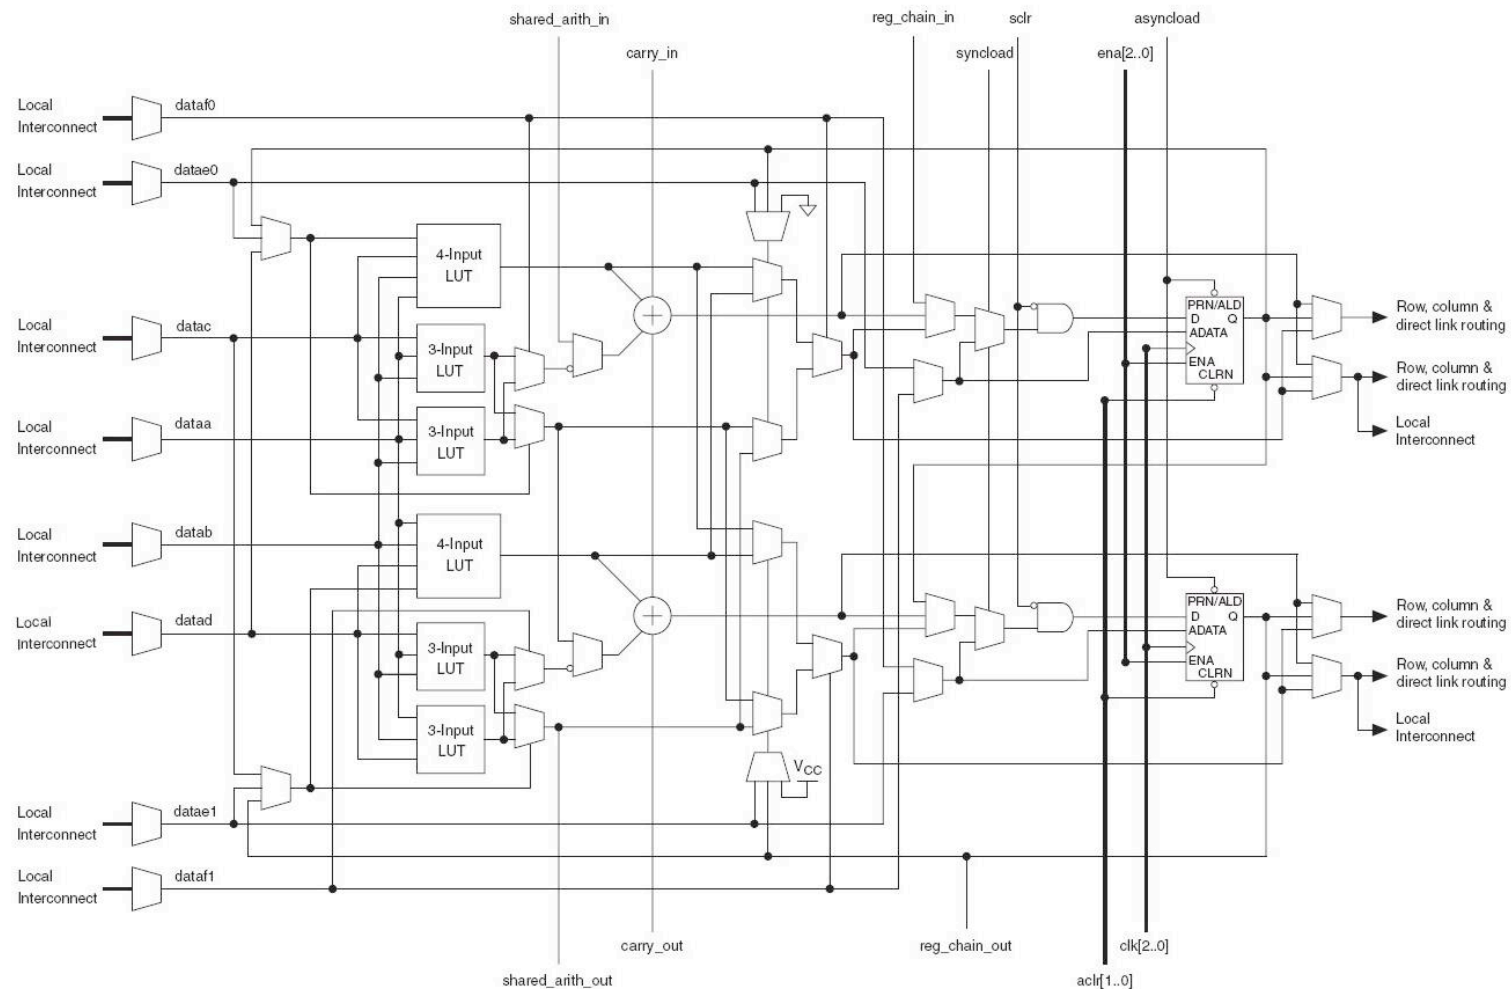 shared_arith_in
carry_in
reg_chain_in
sclr
syncload
asyncload
ena[2..0]
Local
Interconnect
dataf0
Local
Interconnect
datae0
4-Input
LUT
Local
Interconnect
datac
3-Input
LUT
Local
Interconnect
dataa
3-Input
LUT
PRN/ALD
D Q
ADATA
ENA
CLRN
Row, column &
direct link routing
Row, column &
direct link routing
Local
Interconnect
Local
Interconnect
datab
4-Input
LUT
Local
Interconnect
datad
3-Input
LUT
3-Input
LUT
PRN/ALD
D Q
ADATA
ENA
CLRN
Row, column &
direct link routing
Row, column &
direct link routing
Local
Interconnect
VCC
Local
Interconnect
datae1
Local
Interconnect
dataf1
carry_out
shared_arith_out
reg_chain_out
clk[2..0]
aclr[1..0]